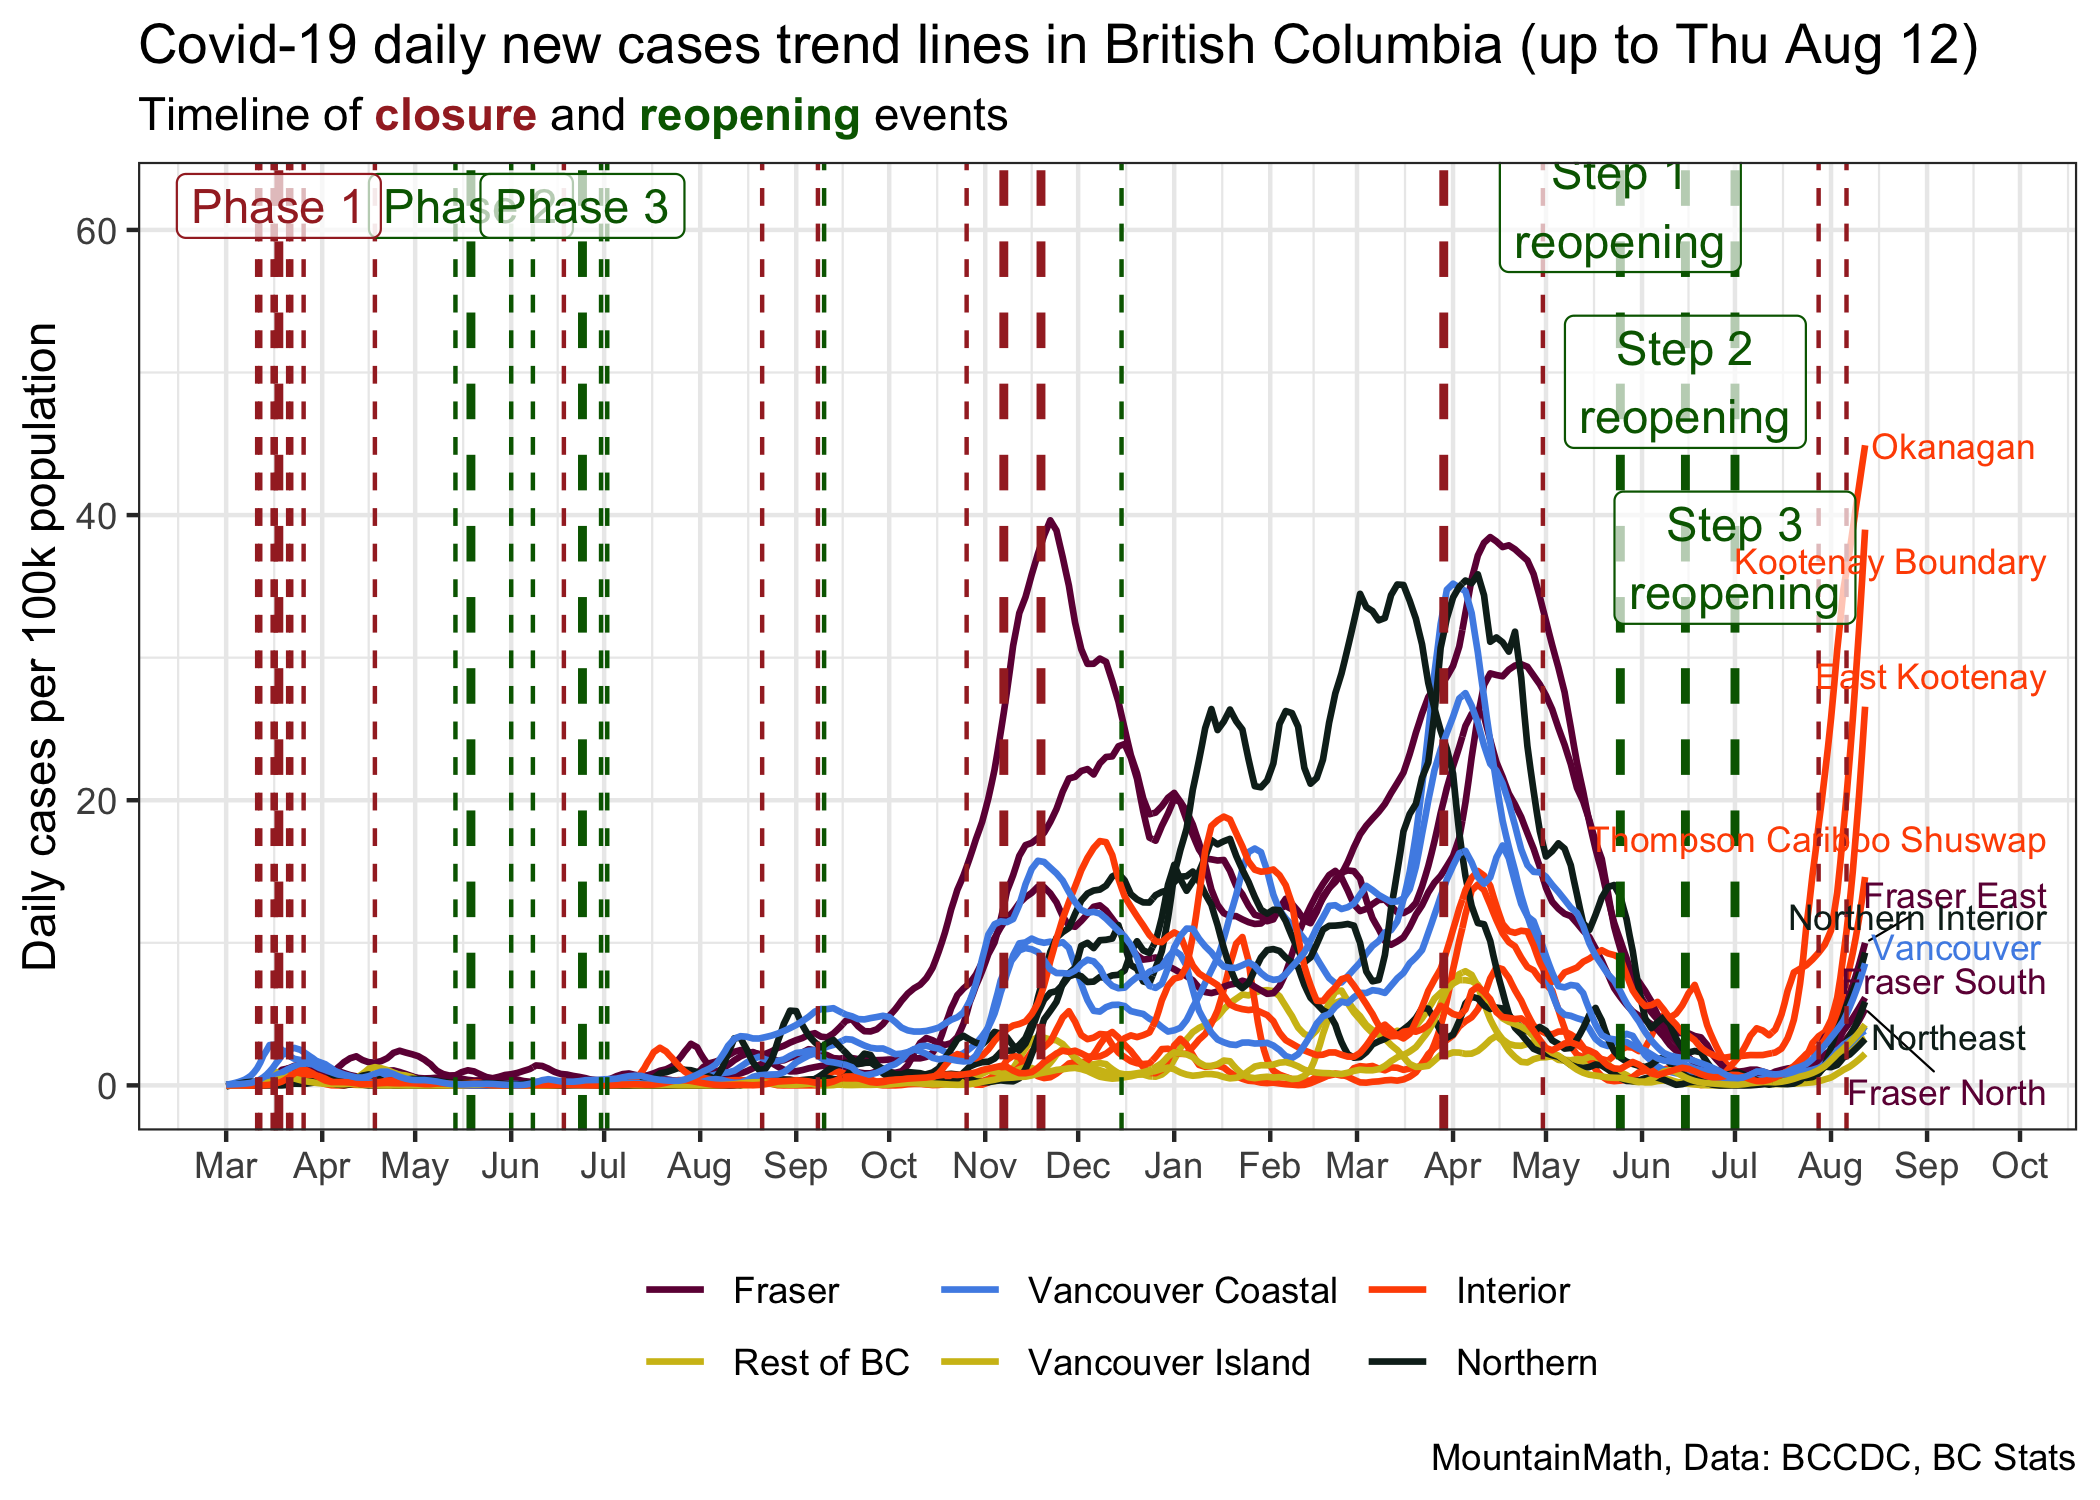 Covid-19 daily new cases trend lines in British Columbia (up to Thu Aug 12)
Timeline of closure and reopening events
Daily cases per 100k population
60
40
20
0
Phase 1
Phase 2
Phase 3
Step 1
reopening
Step 2
reopening
Step 3
reopening
Okanagan
Kootenay Boundary
East Kootenay
Thompson Cariboo Shuswap
Fraser East
Northern Interior
Vancouver
Fraser South
Northeast
Fraser North
Mar Apr May Jun Jul Aug Sep Oct Nov Dec Jan Feb Mar Apr May Jun Jul Aug Sep Oct
Fraser Vancouver Coastal Interior
Rest of BC Vancouver Island Northern
MountainMath, Data: BCCDC, BC Stats